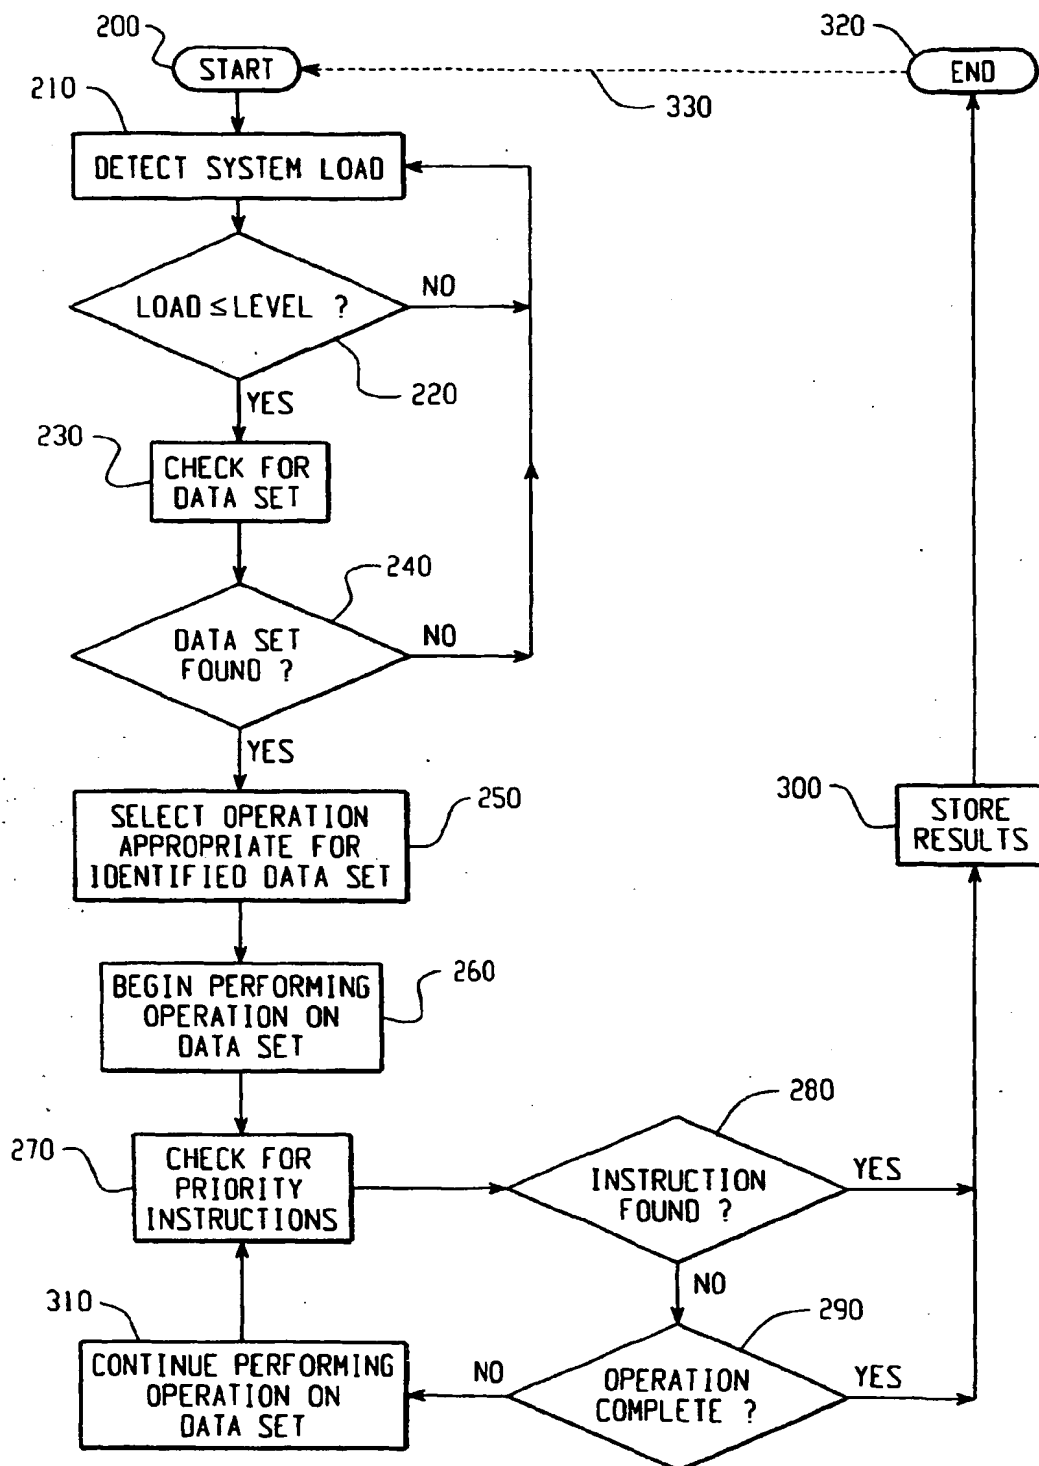 200
START
320
END
330
210
DETECT SYSTEM LOAD
LOAD ≤ LEVEL ?
NO
220
YES
230
CHECK FOR
DATA SET
240
DATA SET
FOUND ?
NO
YES
SELECT OPERATION
APPROPRIATE FOR
IDENTIFIED DATA SET
250
300
STORE
RESULTS
BEGIN PERFORMING
OPERATION ON
DATA SET
260
270
CHECK FOR
PRIORITY
INSTRUCTIONS
280
INSTRUCTION
FOUND ?
YES
NO
310
CONTINUE PERFORMING
OPERATION ON
DATA SET
NO
290
OPERATION
COMPLETE ?
YES